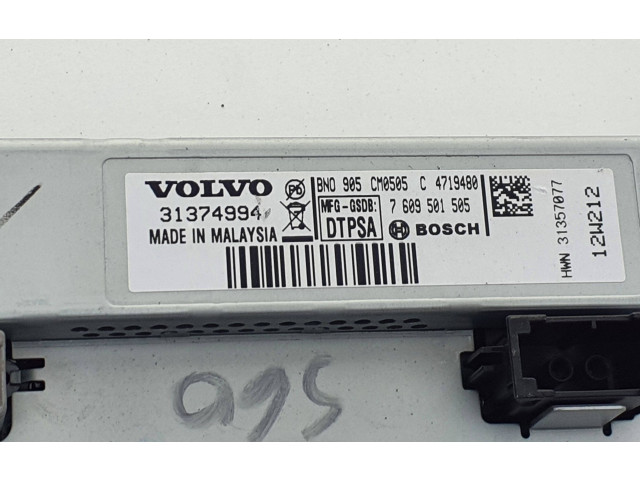 VOLVO
31374994
MADE IN MALAYSIA
Pb
BNO 905 CM0505 C 4719480
MFG-GSDB:
DTPSA
7 609 501 505
BOSCH
HWN 31357077
12W212